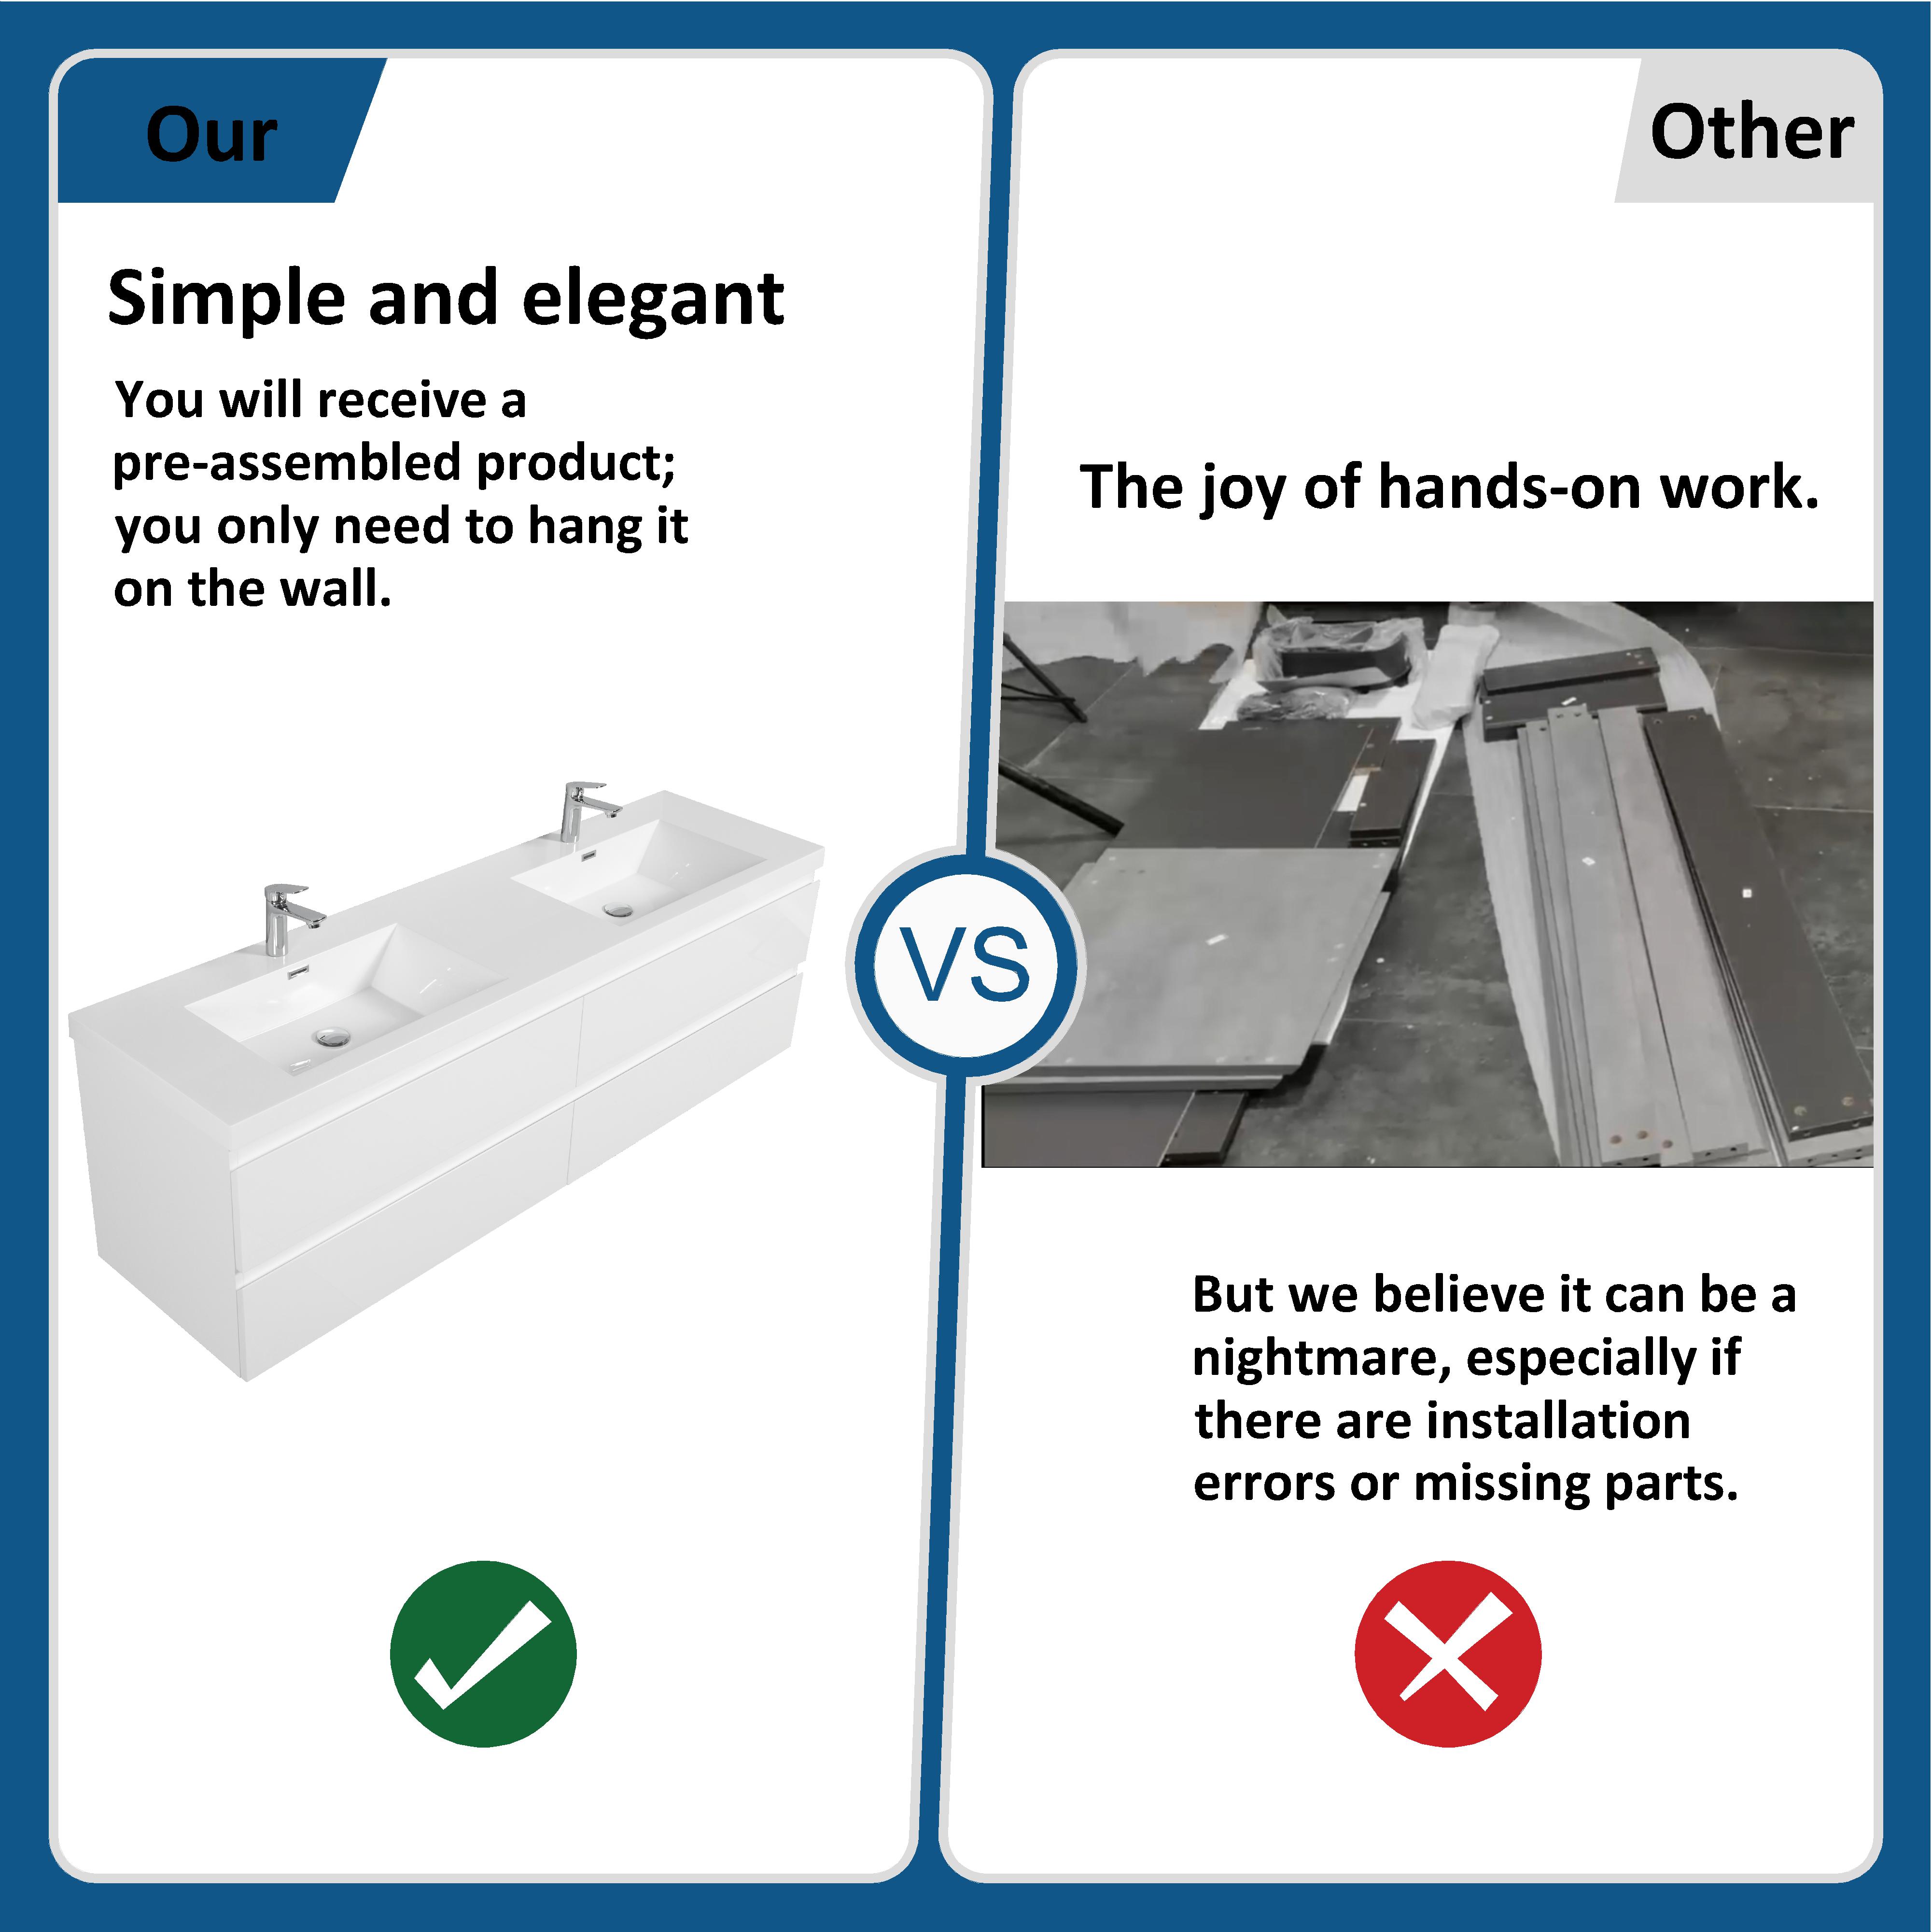 Our
Simple and elegant
You will receive a
pre-assembled product;
you only need to hang it
on the wall.
VS
Other
The joy of hands-on work.
But we believe it can be a
nightmare, especially if
there are installation
errors or missing parts.